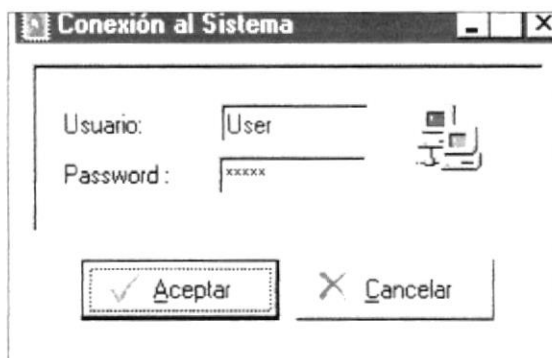 Conexión al Sistema
Usuario: User
Password : xxxxx
Aceptar Cancelar